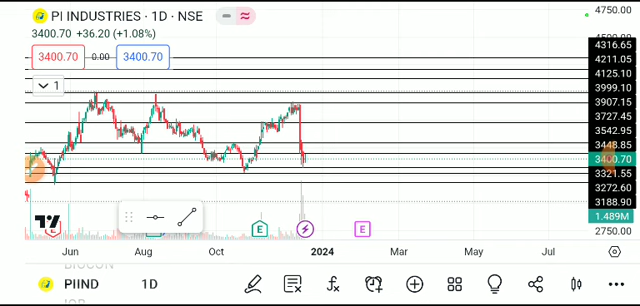 PI INDUSTRIES · 1D · NSE
3400.70 +36.20 (+1.08%)
3400.70 0.00 3400.70
1
4750.00
4316.65
4211.05
4125.10
3999.10
3907.15
3727.45
3542.95
3448.85
3400.70
3321.55
3272.60
3188.90
1.489M
2750.00
E E E
Jun Aug Oct 2024 Mar May Jul
PIIND 1D